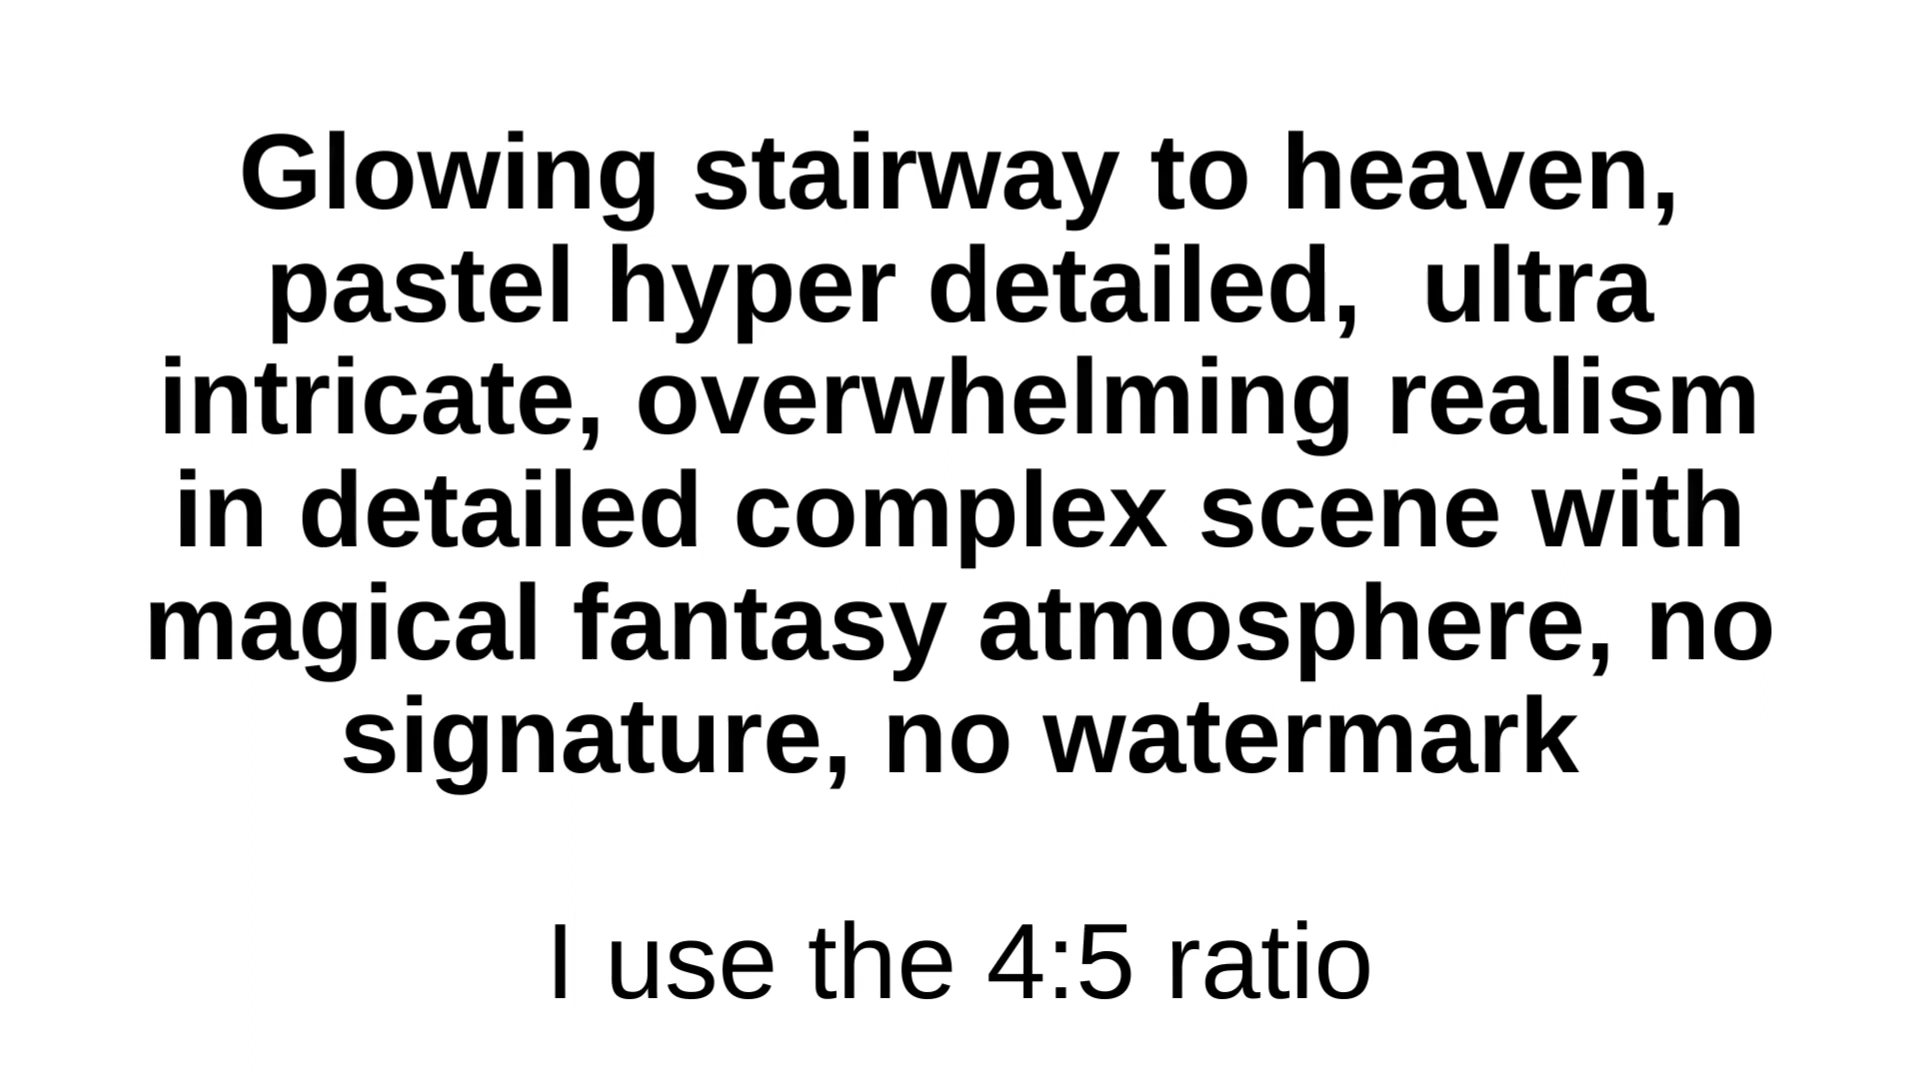 Glowing stairway to heaven,
pastel hyper detailed,  ultra
intricate, overwhelming realism
in detailed complex scene with
magical fantasy atmosphere, no
signature, no watermark
I use the 4:5 ratio